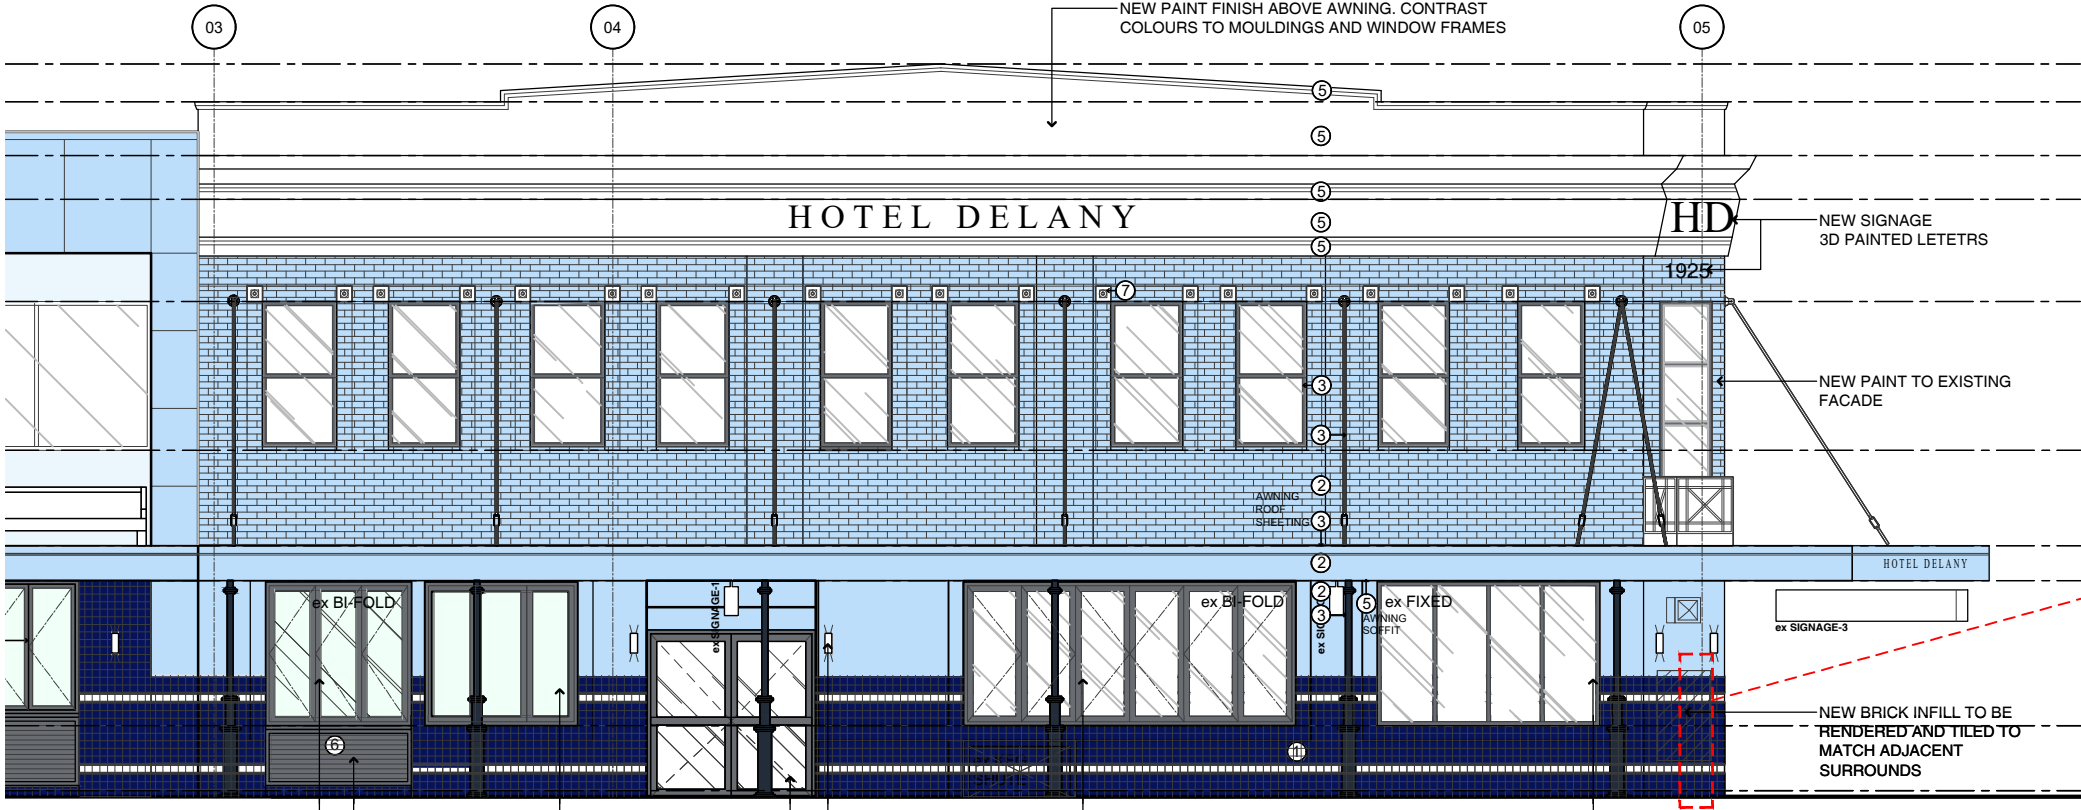 NEW PAINT FINISH ABOVE AWNING. CONTRAST
COLOURS TO MOULDINGS AND WINDOW FRAMES
03
04
05
5
5
5
HOTEL DELANY
5
5
HD
NEW SIGNAGE
3D PAINTED LETETRS
1925
7
3
NEW PAINT TO EXISTING
FACADE
3
2
AWNING
ROOF
SHEETING
3
2
HOTEL DELANY
ex BI-FOLD
ex SIGNAGE-1
ex BI-FOLD
2
3
5
ex FIXED
AWNING
SOFFIT
ex SIGNAGE-3
6
1
NEW BRICK INFILL TO BE
RENDERED AND TILED TO
MATCH ADJACENT
SURROUNDS